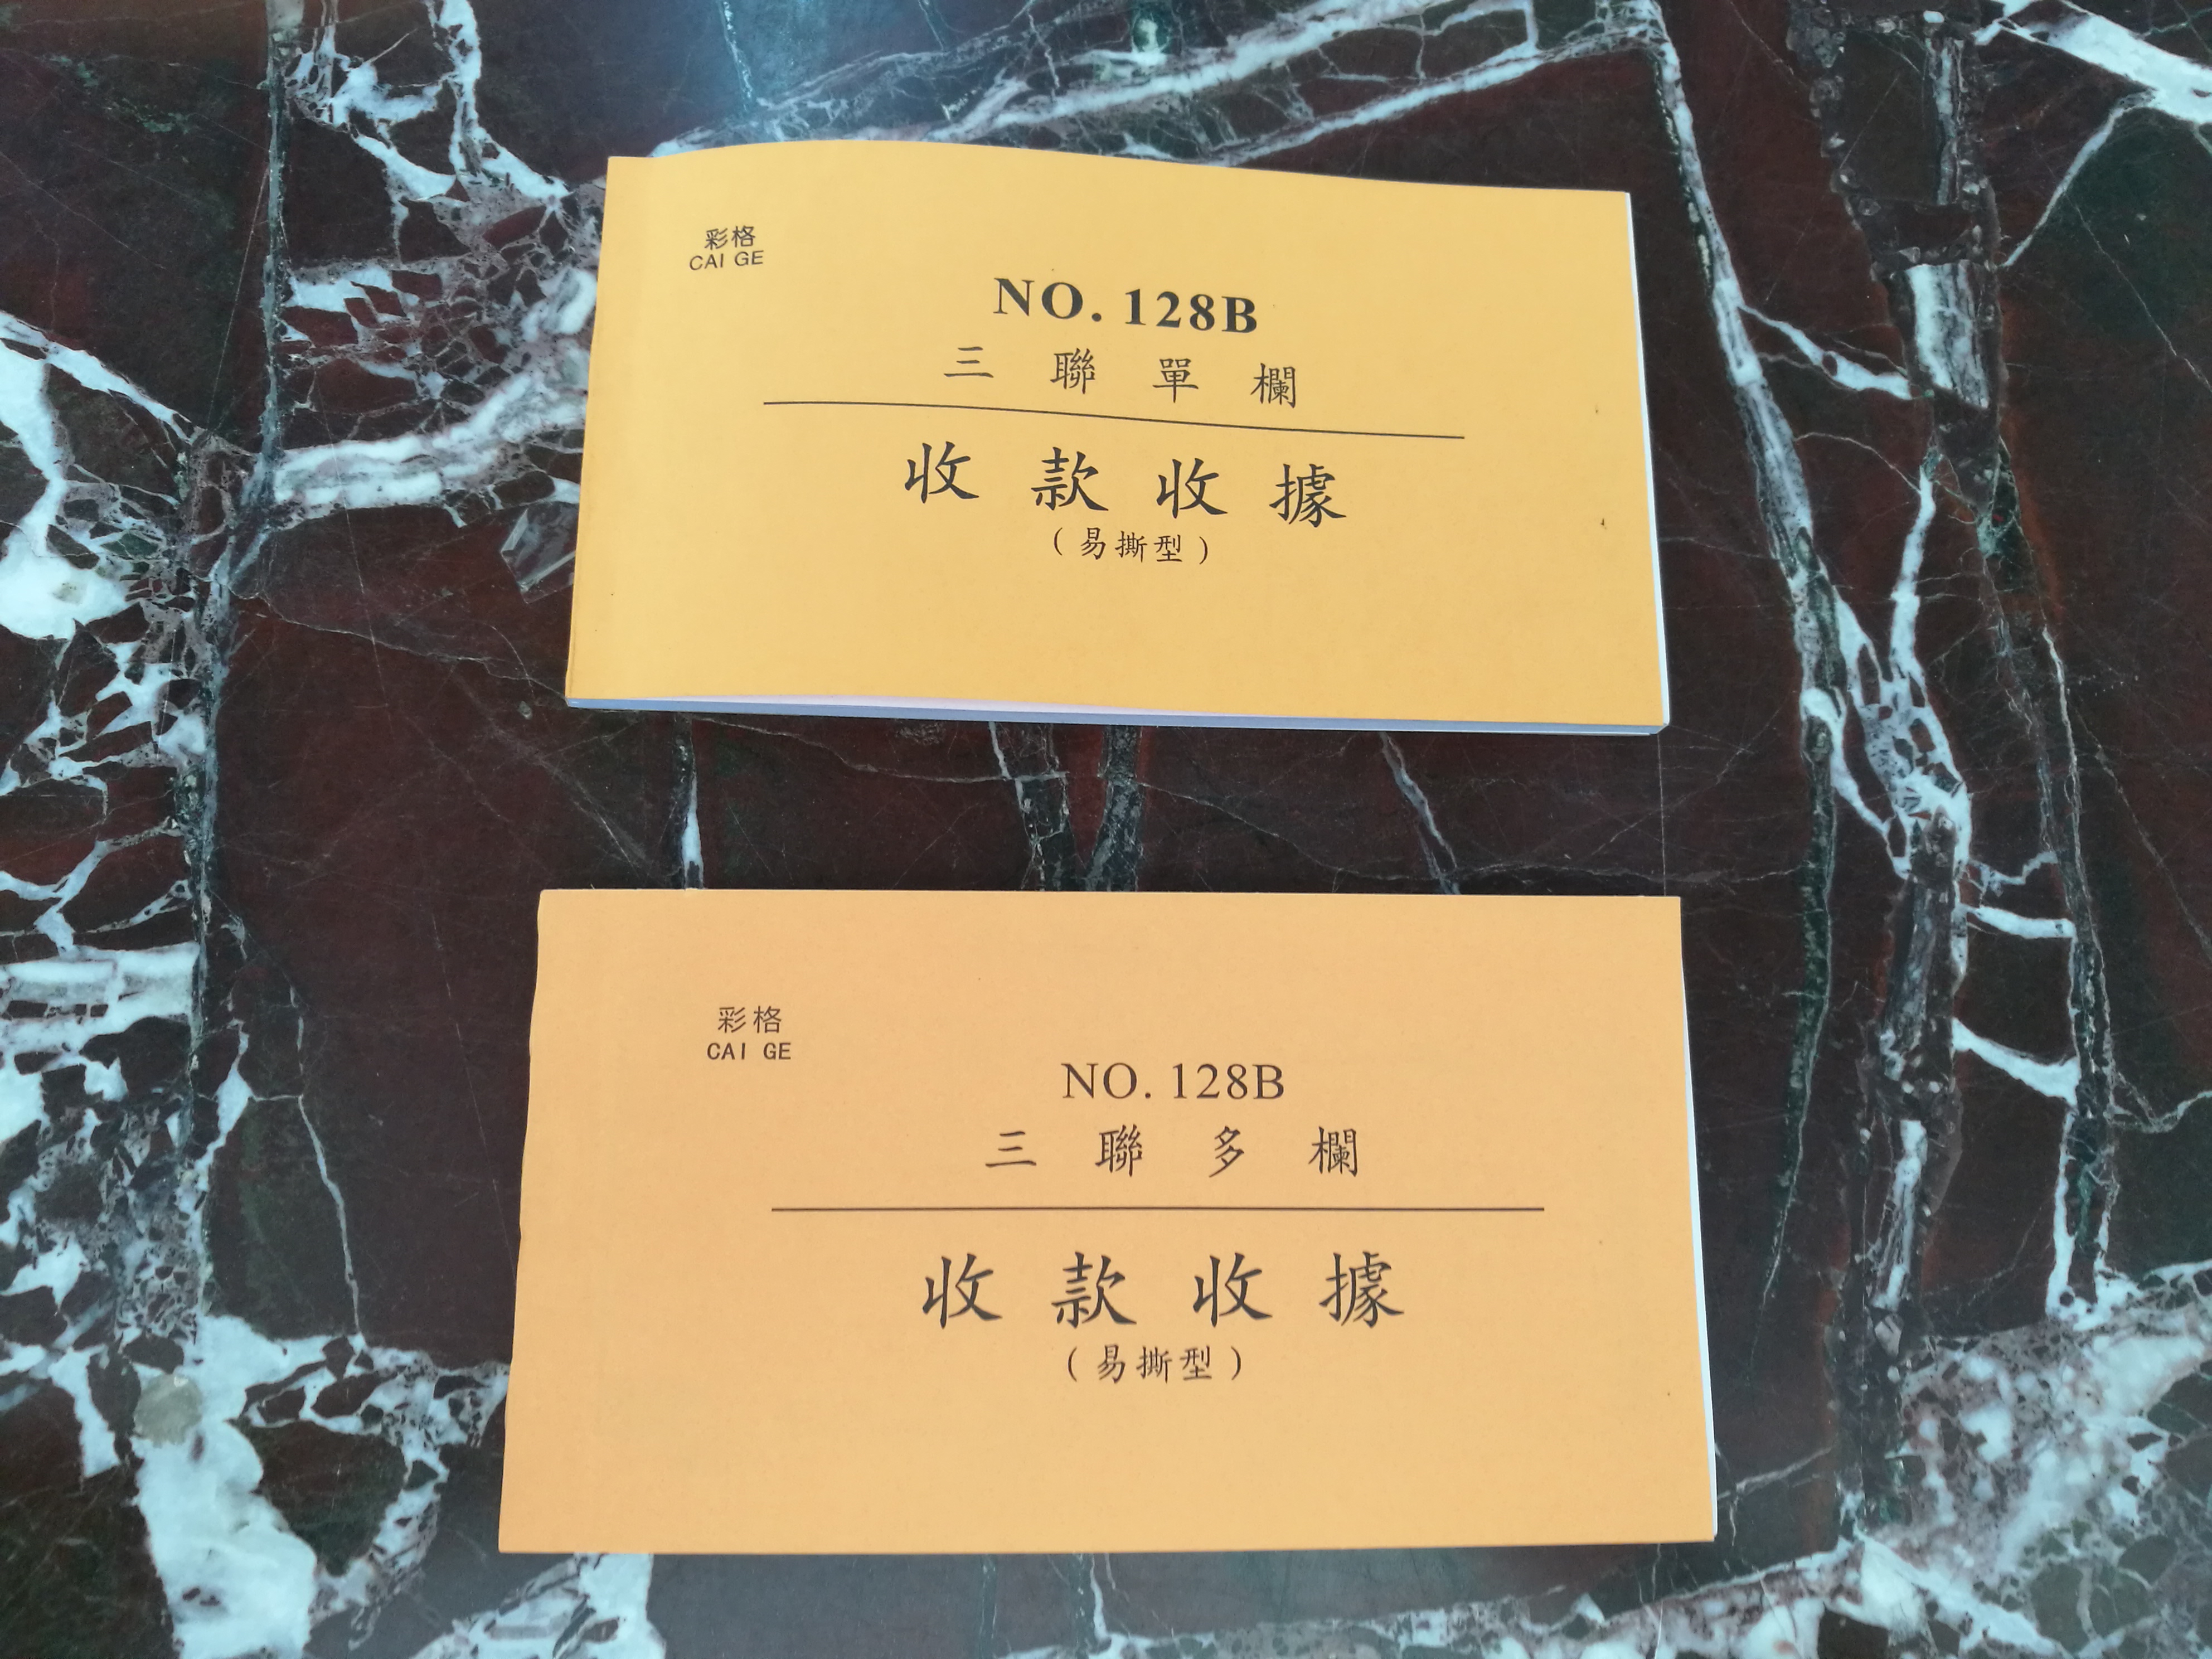 彩格
CAI GE
NO. 128B
三聯單欄
收款收據
（易撕型）
彩格
CAI GE
NO. 128B
三聯多欄
收款收據
（易撕型）